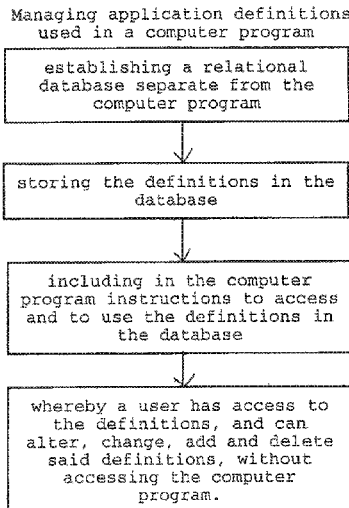 Managing application definitions
used in a computer program
establishing a relational
database separate from the
computer program
storing the definitions in the
database
including in the computer
program instructions to access
and to use the definitions in
the database
whereby a user has access to
the definitions, and can
alter, change, add and delete
said definitions, without
accessing the computer
program.